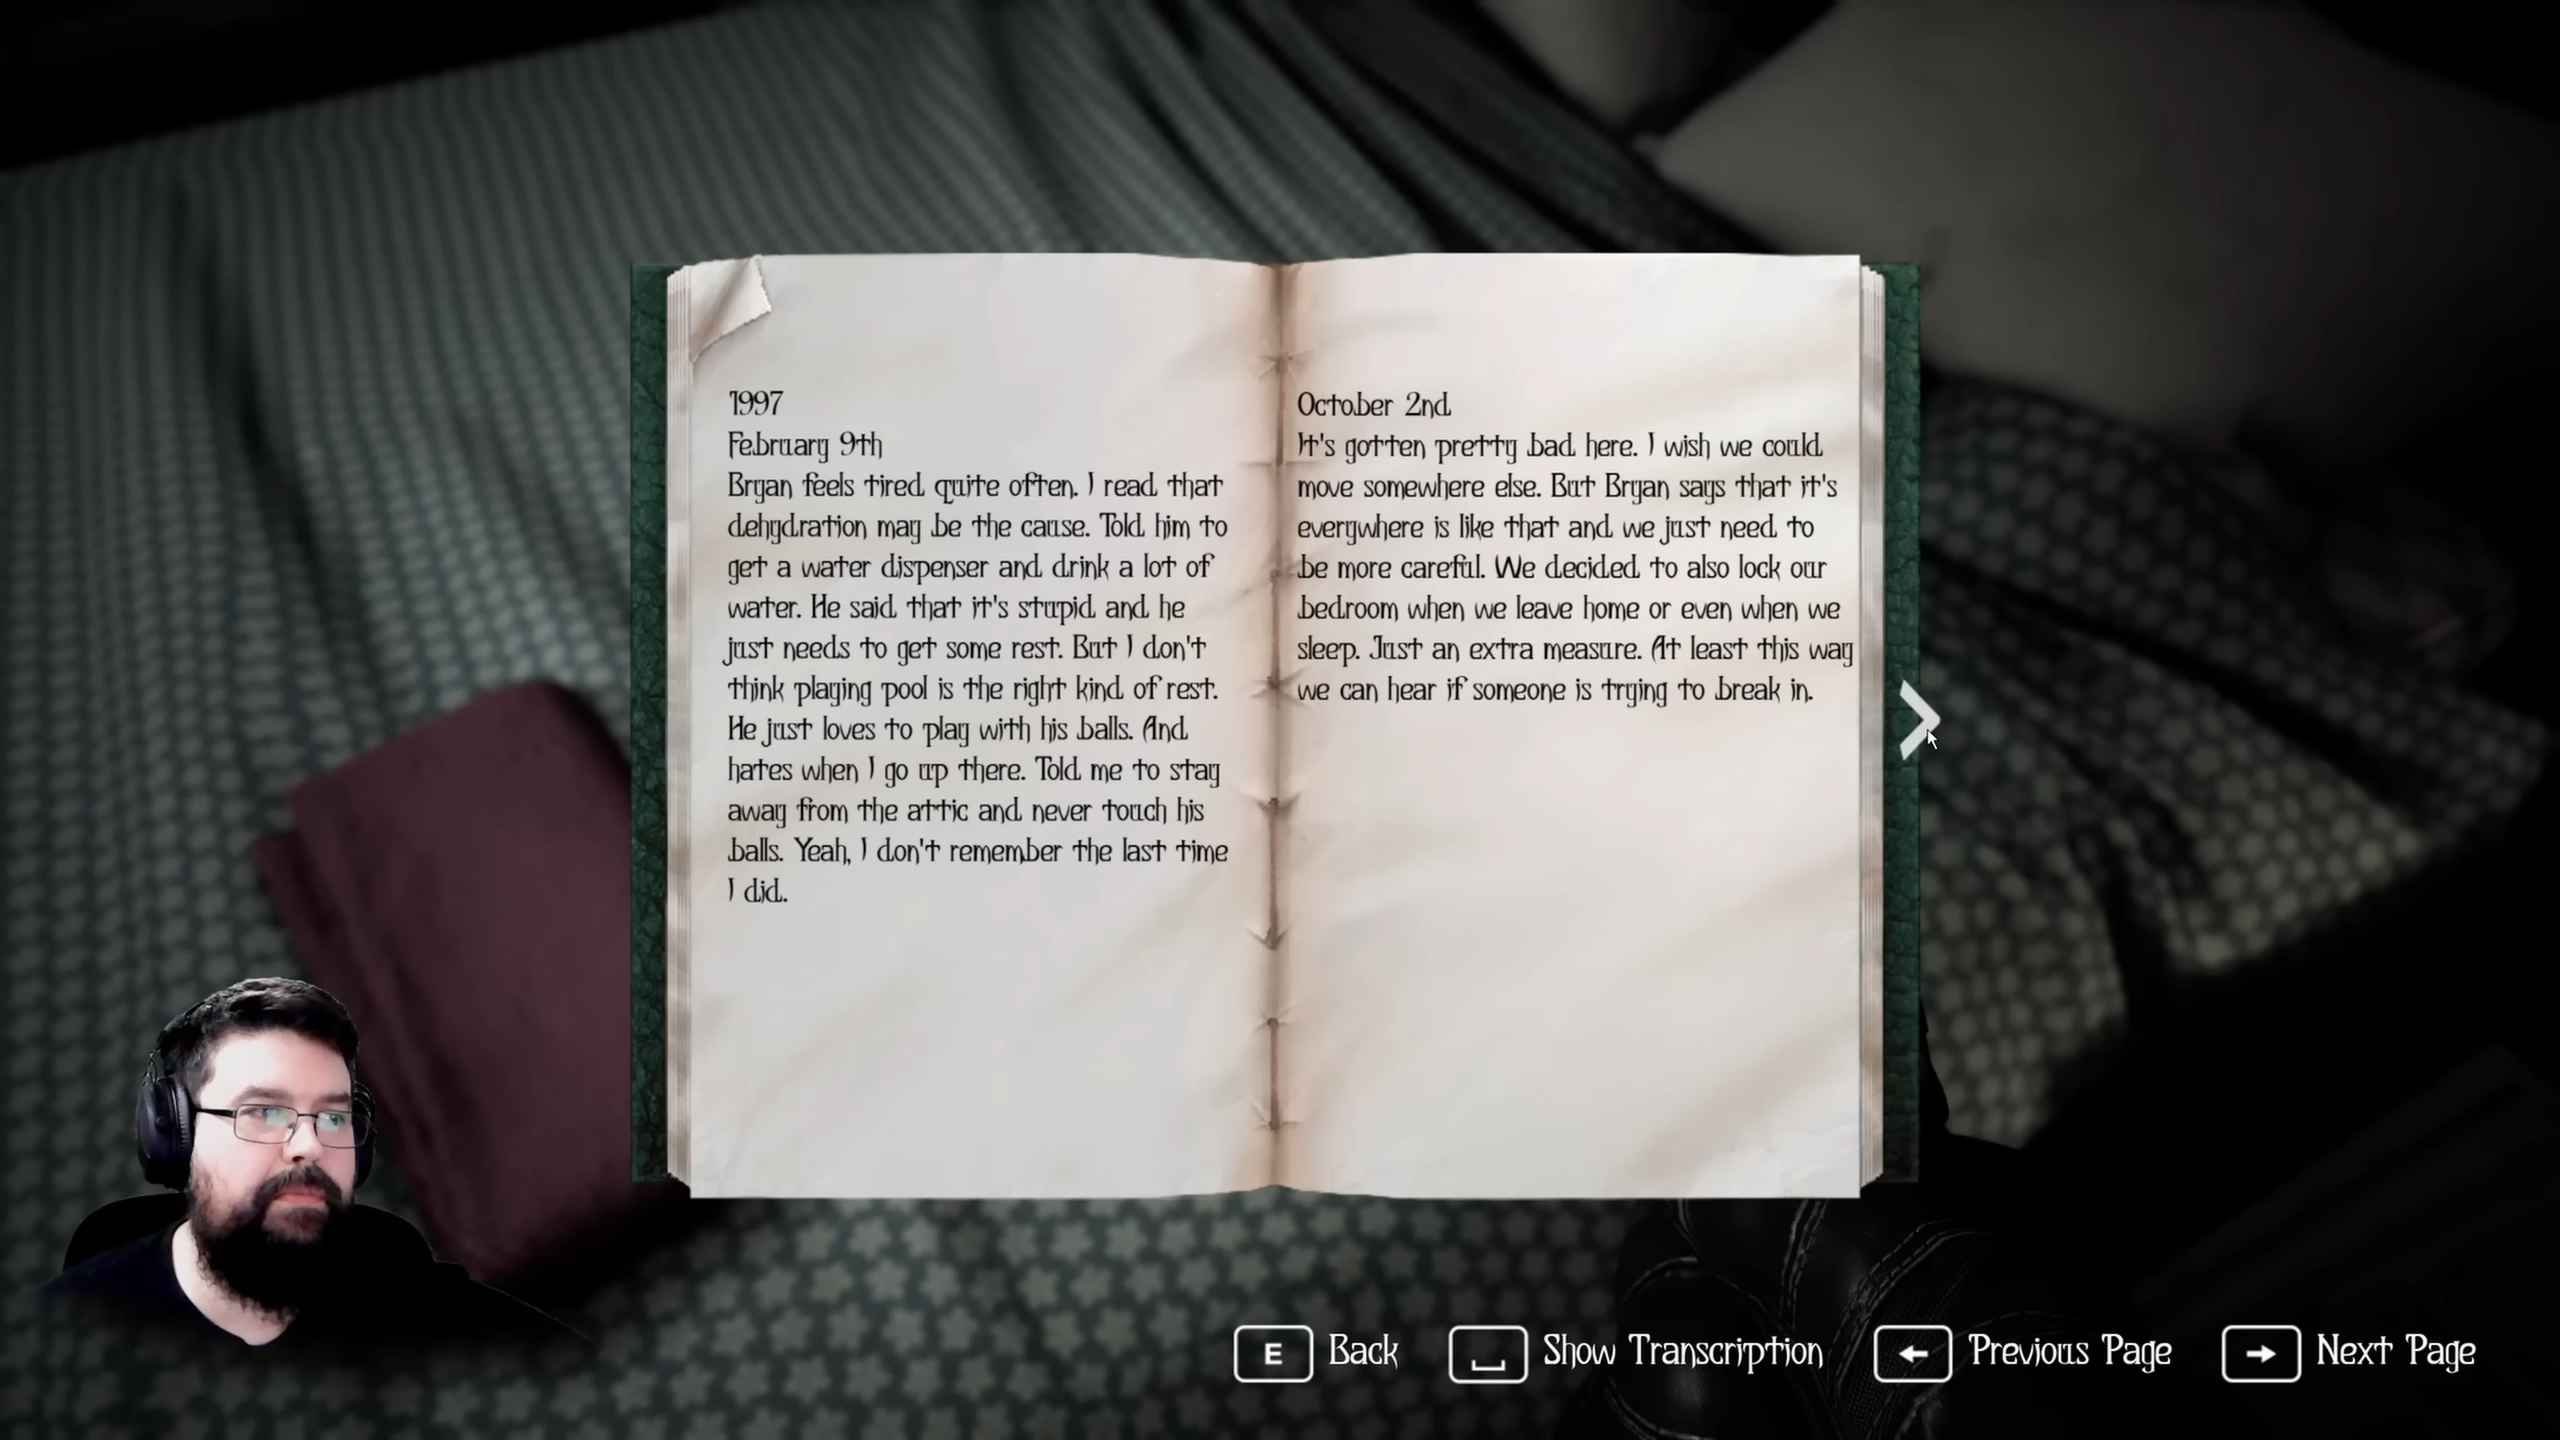 1997
February 9th
Bryan feels tired quite often. I read that
dehydration may be the cause. Told him to
get a water dispenser and drink a lot of
water. He said that it's stupid and he
just needs to get some rest. But I don't
think playing pool is the right kind of rest.
He just loves to play with his balls. And
hates when I go up there. Told me to stay
away from the attic and never touch his
balls. Yeah, I don't remember the last time
I did.
October 2nd
It's gotten pretty bad here. I wish we could
move somewhere else. But Bryan says that it's
everywhere is like that and we just need to
be more careful. We decided to also lock our
bedroom when we leave home or even when we
sleep. Just an extra measure. At least this way
we can hear if someone is trying to break in.
E Back Show Transcription Previous Page Next Page